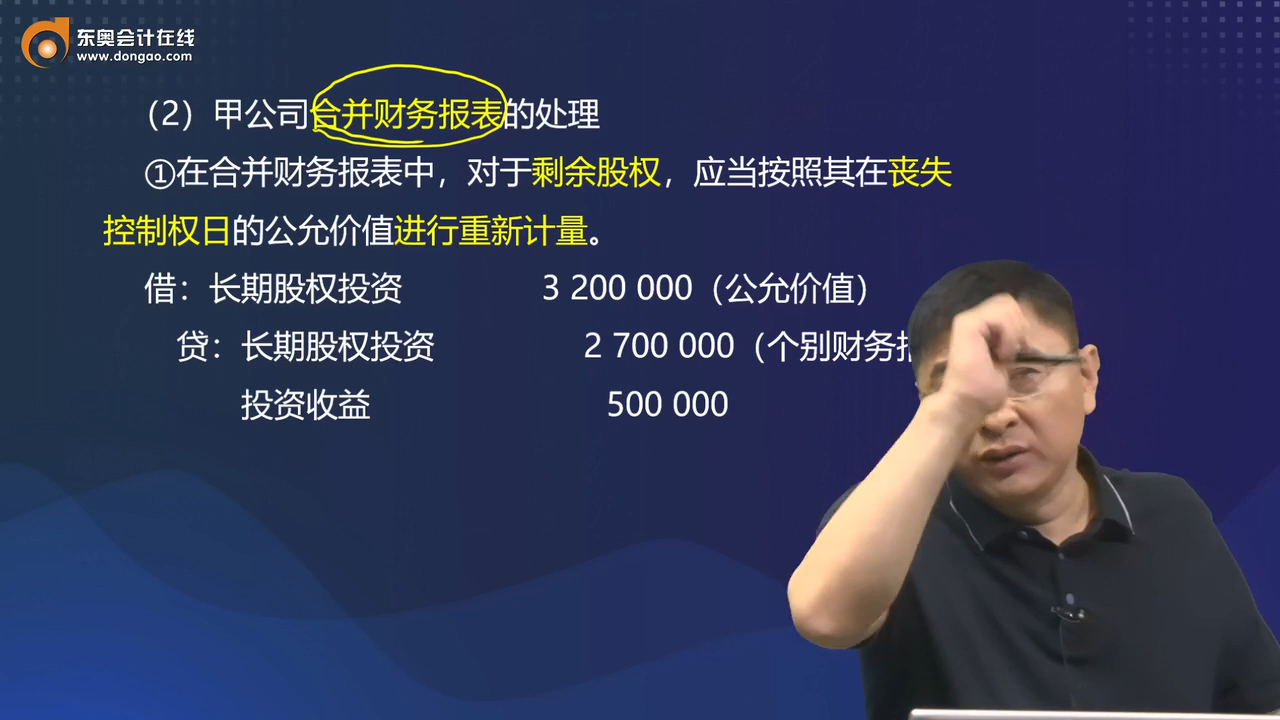 东奥会计在线
www.dongao.com
（2）甲公司合并财务报表的处理
①在合并财务报表中，对于剩余股权，应当按照其在丧失
控制权日的公允价值进行重新计量。
借：长期股权投资 3 200 000（公允价值）
贷：长期股权投资 2 700 000（个别财务
投资收益 500 000